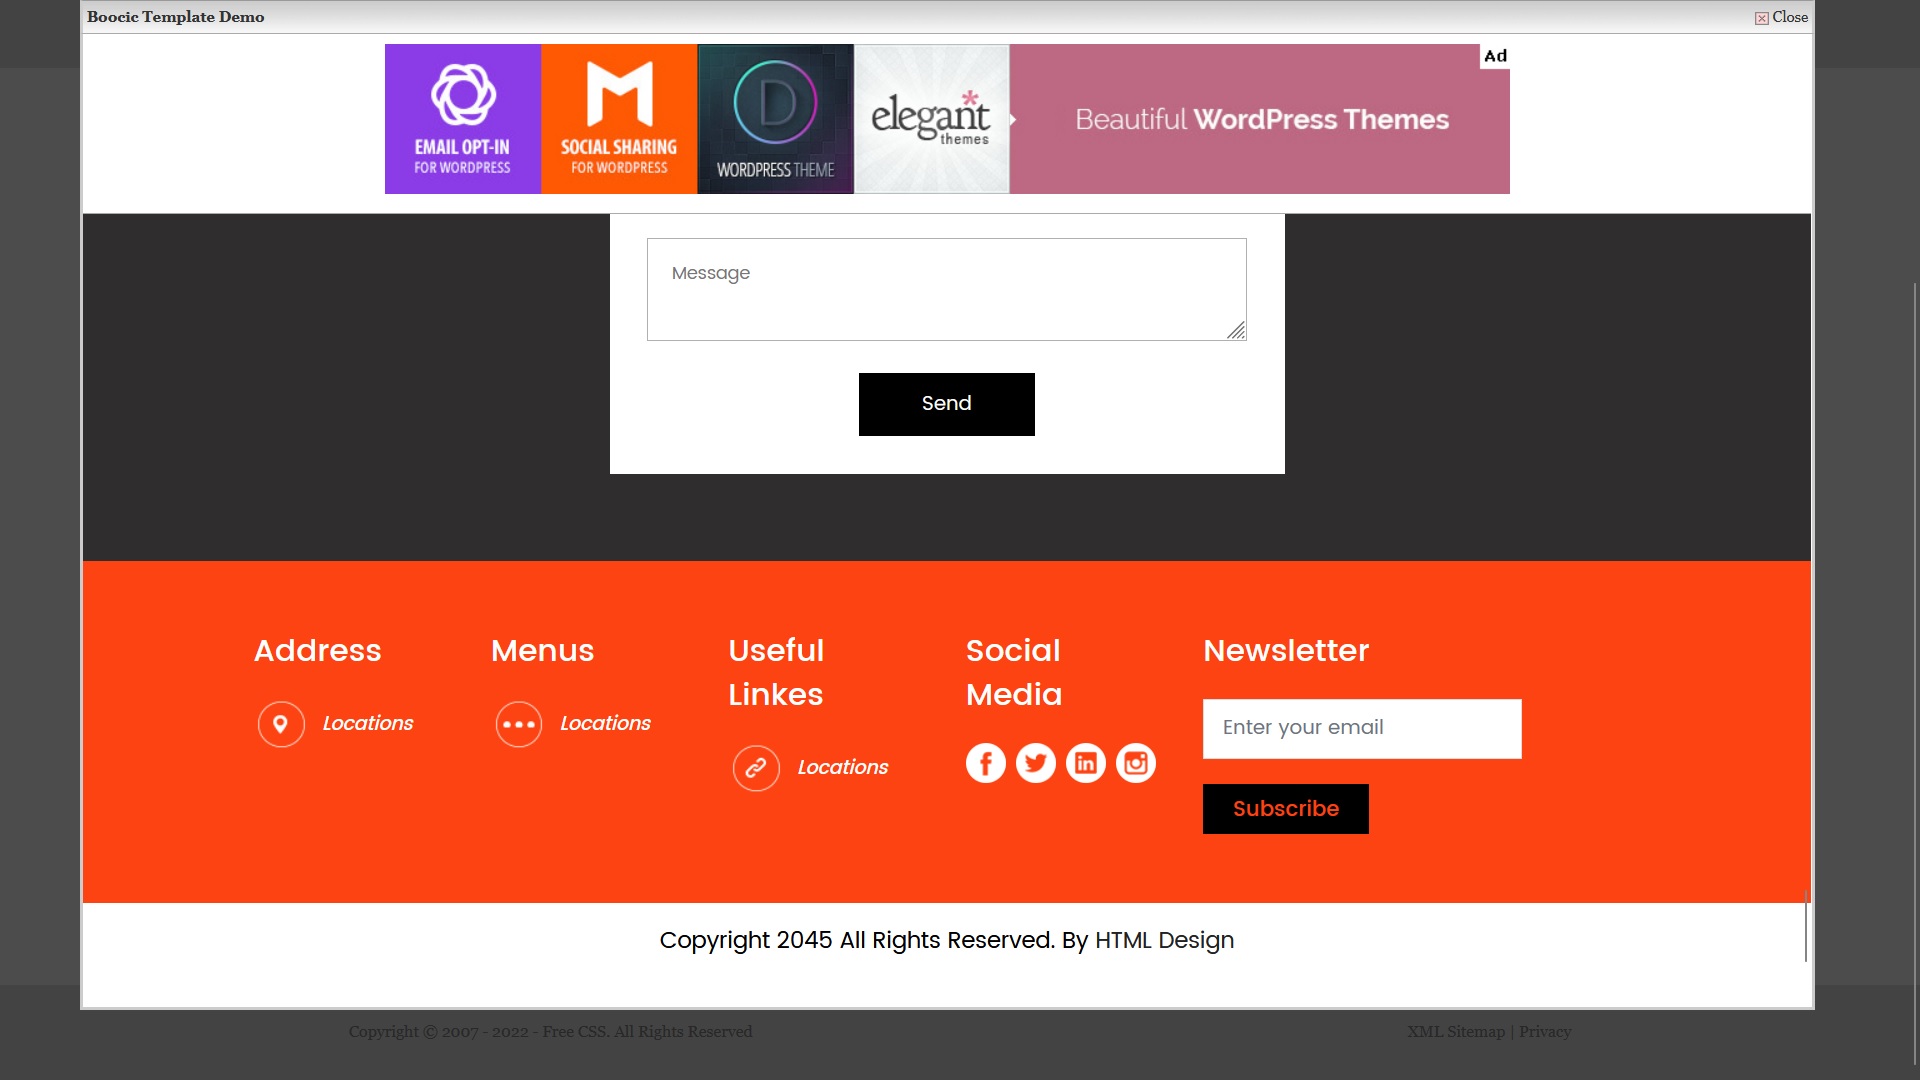 Boocic Template Demo
Close
Ad
EMAIL OPT-IN
FOR WORDPRESS
SOCIAL SHARING
FOR WORDPRESS
D
WORDPRESS THEME
elegant
themes
Beautiful WordPress Themes
Message
Send
Address
Locations
Menus
Locations
Useful
Linkes
Locations
Social
Media
Newsletter
Enter your email
Subscribe
Copyright 2045 All Rights Reserved. By HTML Design
Copyright © 2007 - 2022 - Free CSS. All Rights Reserved
XML Sitemap | Privacy